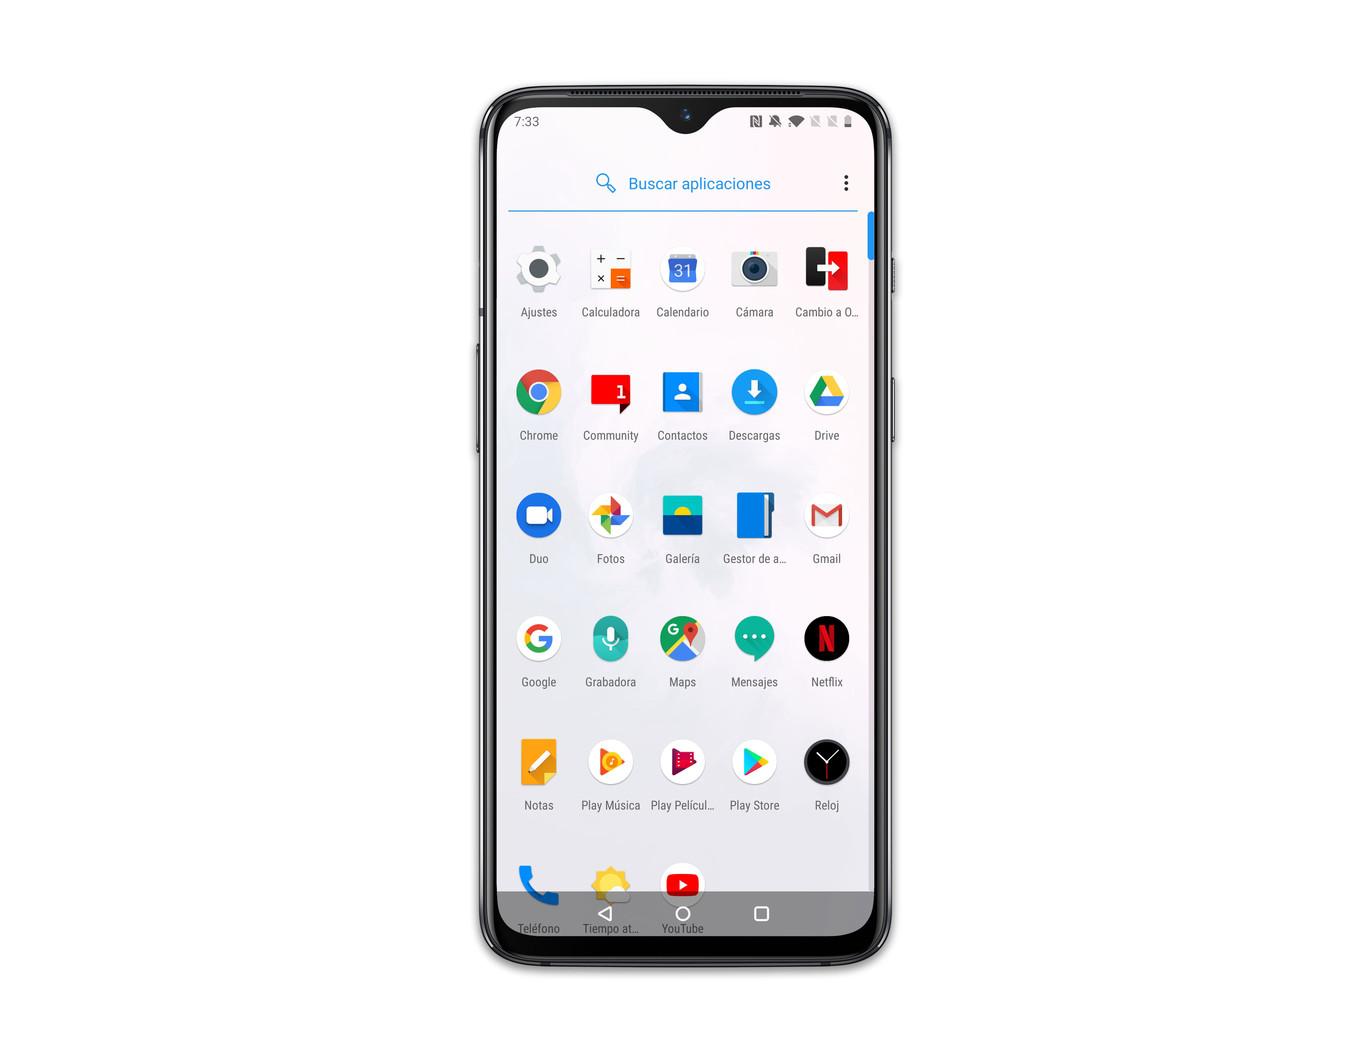 7:33
Buscar aplicaciones
31
Ajustes Calculadora Calendario Cámara Cambio a O...
1
Chrome Community Contactos Descargas Drive
Duo Fotos Galería Gestor de a... Gmail
G G N
Google Grabadora Maps Mensajes Netflix
Notas Play Música Play Películ... Play Store Reloj
Teléfono Tiempo at... YouTube